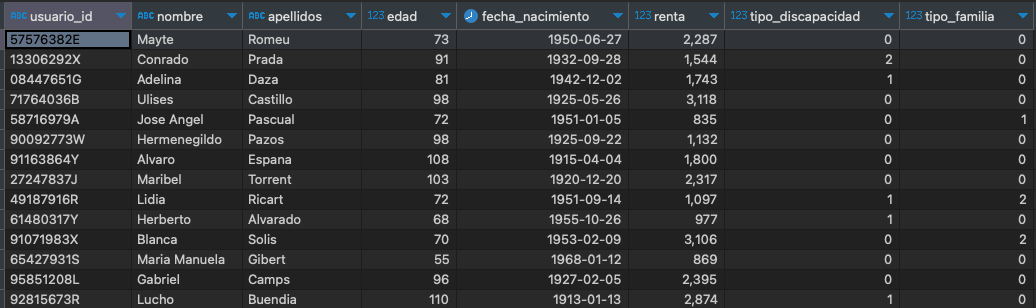 ABC usuario_id ABC nombre ABC apellidos 123 edad fecha_nacimiento 123 renta 123 tipo_discapacidad 123 tipo_familia
57576382E Mayte Romeu 73 1950-06-27 2,287 0 0
13306292X Conrado Prada 91 1932-09-28 1,544 2 0
08447651G Adelina Daza 81 1942-12-02 1,743 1 0
71764036B Ulises Castillo 98 1925-05-26 3,118 0 0
58716979A Jose Angel Pascual 72 1951-01-05 835 0 1
90092773W Hermenegildo Pazos 98 1925-09-22 1,132 0 0
91163864Y Alvaro Espana 108 1915-04-04 1,800 0 0
27247837J Maribel Torrent 103 1920-12-20 2,317 0 0
49187916R Lidia Ricart 72 1951-09-14 1,097 1 2
61480317Y Herberto Alvarado 68 1955-10-26 977 1 0
91071983X Blanca Solis 70 1953-02-09 3,106 0 2
65427931S Maria Manuela Gibert 55 1968-01-12 869 0 0
95851208L Gabriel Camps 96 1927-02-05 2,395 0 0
92815673R Lucho Buendia 110 1913-01-13 2,874 1 0